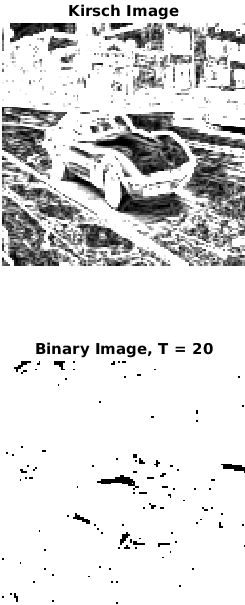 Kirsch Image
Binary Image, T = 20